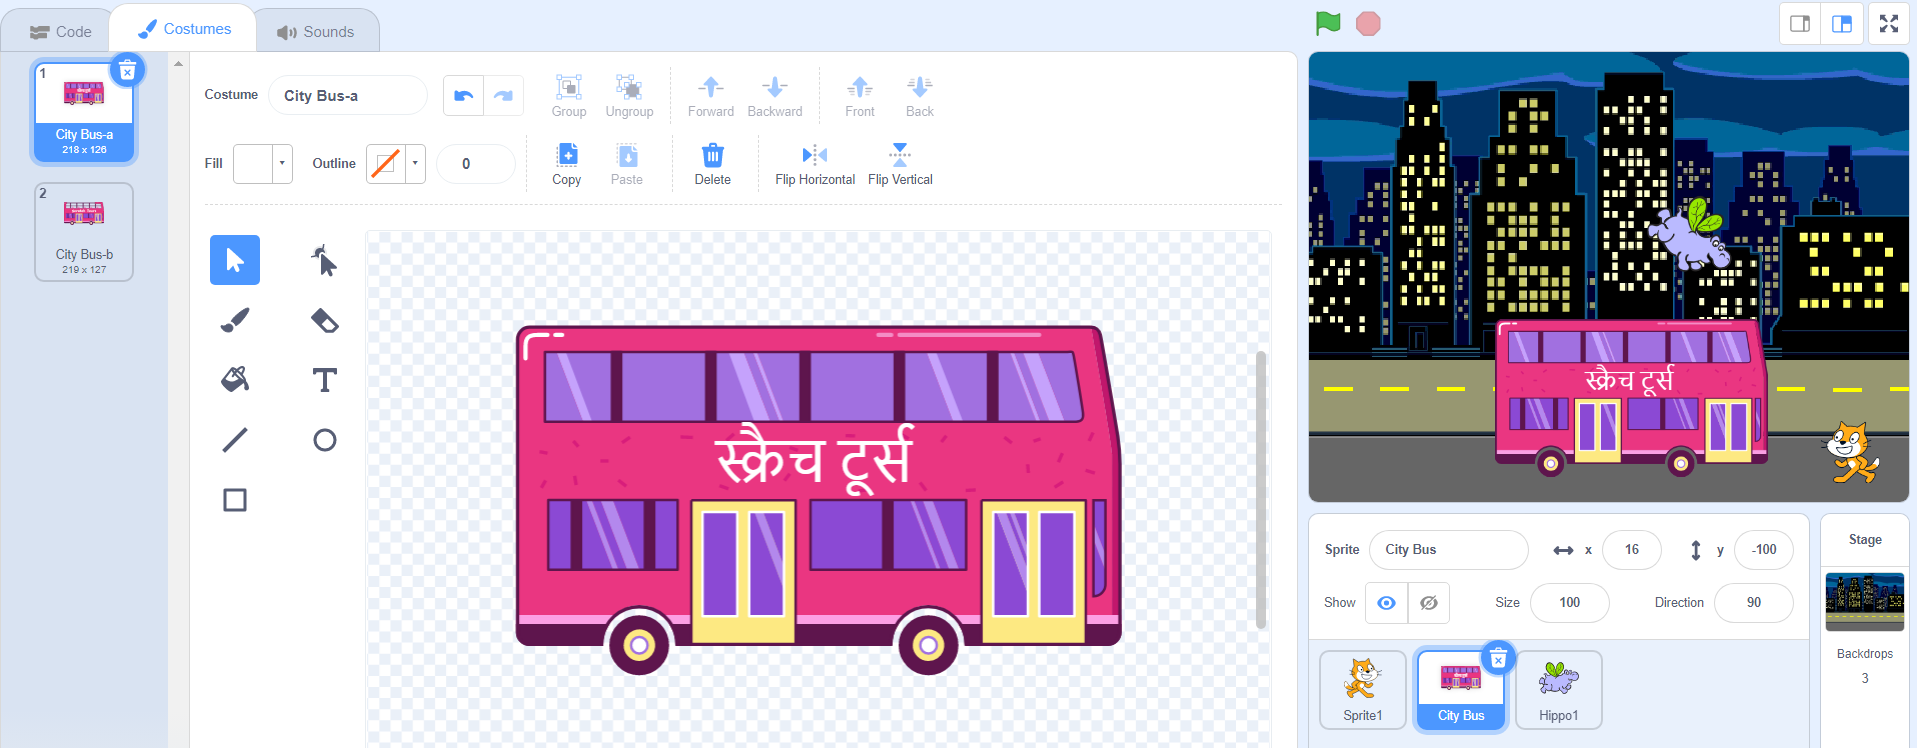 Code
Costumes
Sounds
1
City Bus-a
218 x 126
2
City Bus-b
219 x 127
Costume
City Bus-a
Group
Ungroup
Forward
Backward
Front
Back
Fill
Outline
0
Copy
Paste
Delete
Flip Horizontal
Flip Vertical
T
स्क्रैच टूर्स
स्क्रैच टूर्स
Sprite
City Bus
x
16
y
-100
Show
Size
100
Direction
90
Sprite1
City Bus
Hippo1
Stage
Backdrops
3